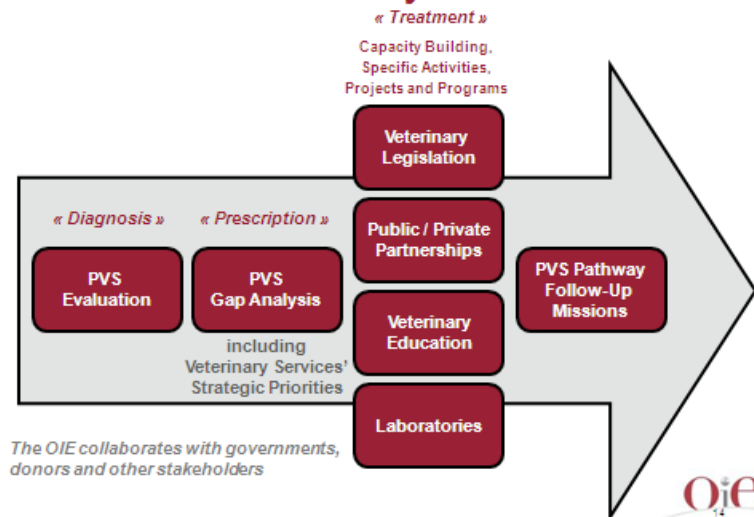 « Treatment »
Capacity Building,
Specific Activities,
Projects and Programs
Veterinary
Legislation
« Diagnosis »
« Prescription »
Public / Private
Partnerships
PVS
Evaluation
PVS
Gap Analysis
PVS Pathway
Follow-Up
Missions
including
Veterinary Services'
Strategic Priorities
Veterinary
Education
Laboratories
The OIE collaborates with governments,
donors and other stakeholders
Oie
14